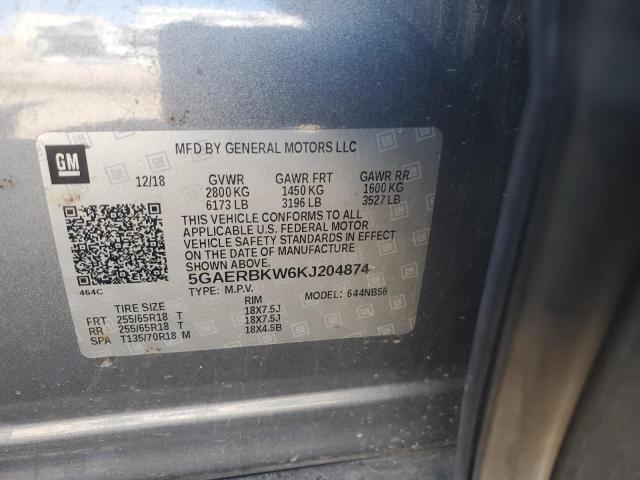 GM
MFD BY GENERAL MOTORS LLC
12/18 GVWR GAWR FRT GAWR RR
2800 KG 1450 KG 1600 KG
6173 LB 3196 LB 3527 LB
THIS VEHICLE CONFORMS TO ALL
APPLICABLE U.S. FEDERAL MOTOR
VEHICLE SAFETY STANDARDS IN EFFECT
ON THE DATE OF MANUFACTURE
SHOWN ABOVE.
5GAERBKW6KJ204874
464C
TYPE: M.P.V. MODEL: 644NB56
TIRE SIZE RIM
FRT 255/65R18 T 18X7.5J
RR 255/65R18 T 18X7.5J
SPA T135/70R18 M 18X4.5B